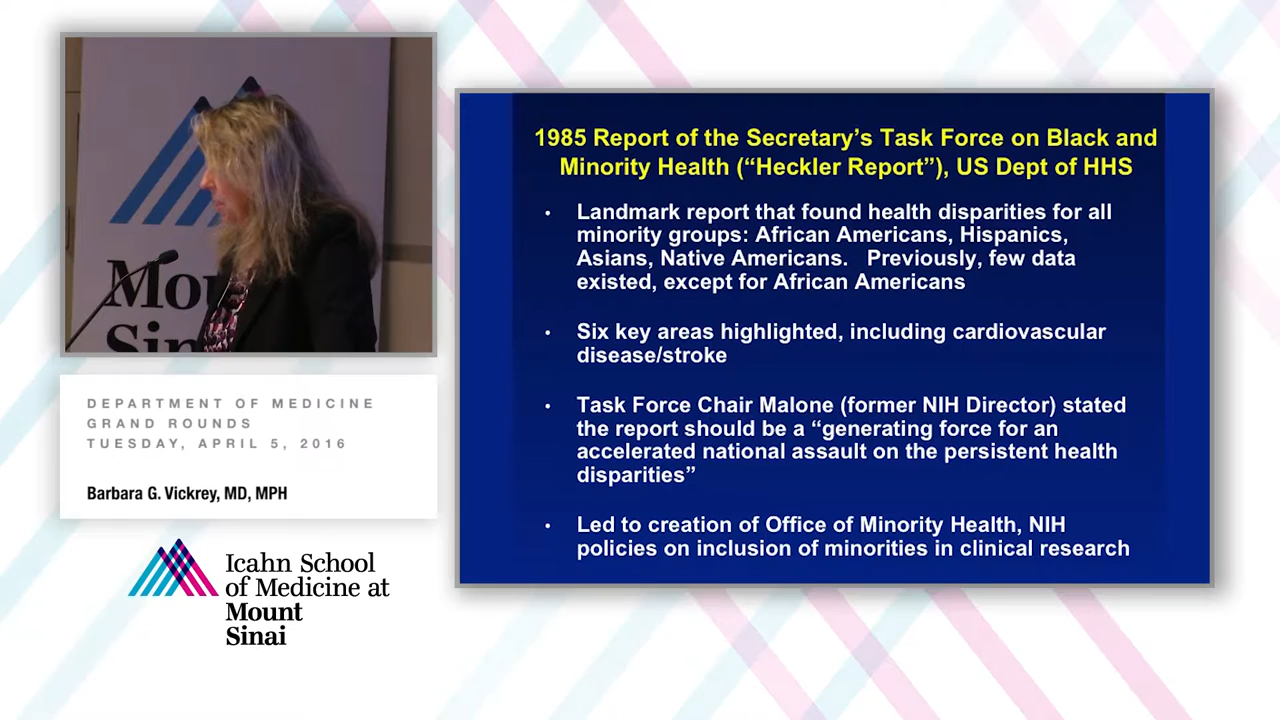 Mount
Sinai
DEPARTMENT OF MEDICINE
GRAND ROUNDS
TUESDAY, APRIL 5, 2016
Barbara G. Vickrey, MD, MPH
Icahn School
of Medicine at
Mount
Sinai
1985 Report of the Secretary’s Task Force on Black and
Minority Health (“Heckler Report”), US Dept of HHS
• Landmark report that found health disparities for all
minority groups: African Americans, Hispanics,
Asians, Native Americans. Previously, few data
existed, except for African Americans
• Six key areas highlighted, including cardiovascular
disease/stroke
• Task Force Chair Malone (former NIH Director) stated
the report should be a “generating force for an
accelerated national assault on the persistent health
disparities”
• Led to creation of Office of Minority Health, NIH
policies on inclusion of minorities in clinical research